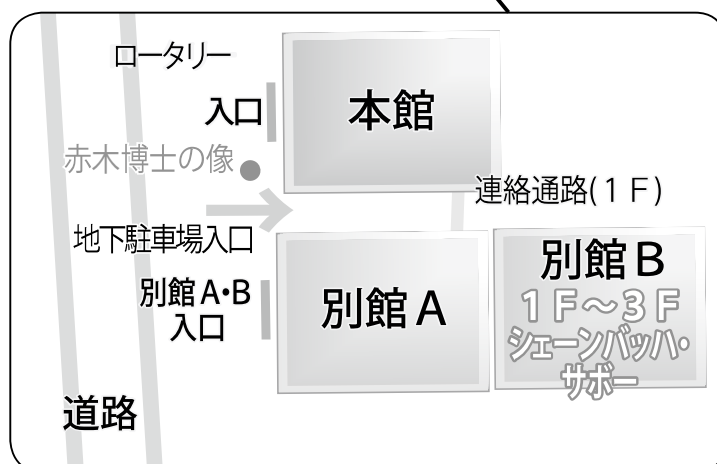 ロータリー
入口
本館
赤木博士の像
連絡通路(1F)
地下駐車場入口
別館A・B
入口
別館A
別館B
1F～3F
シェーンバッハ・
サボー
道路